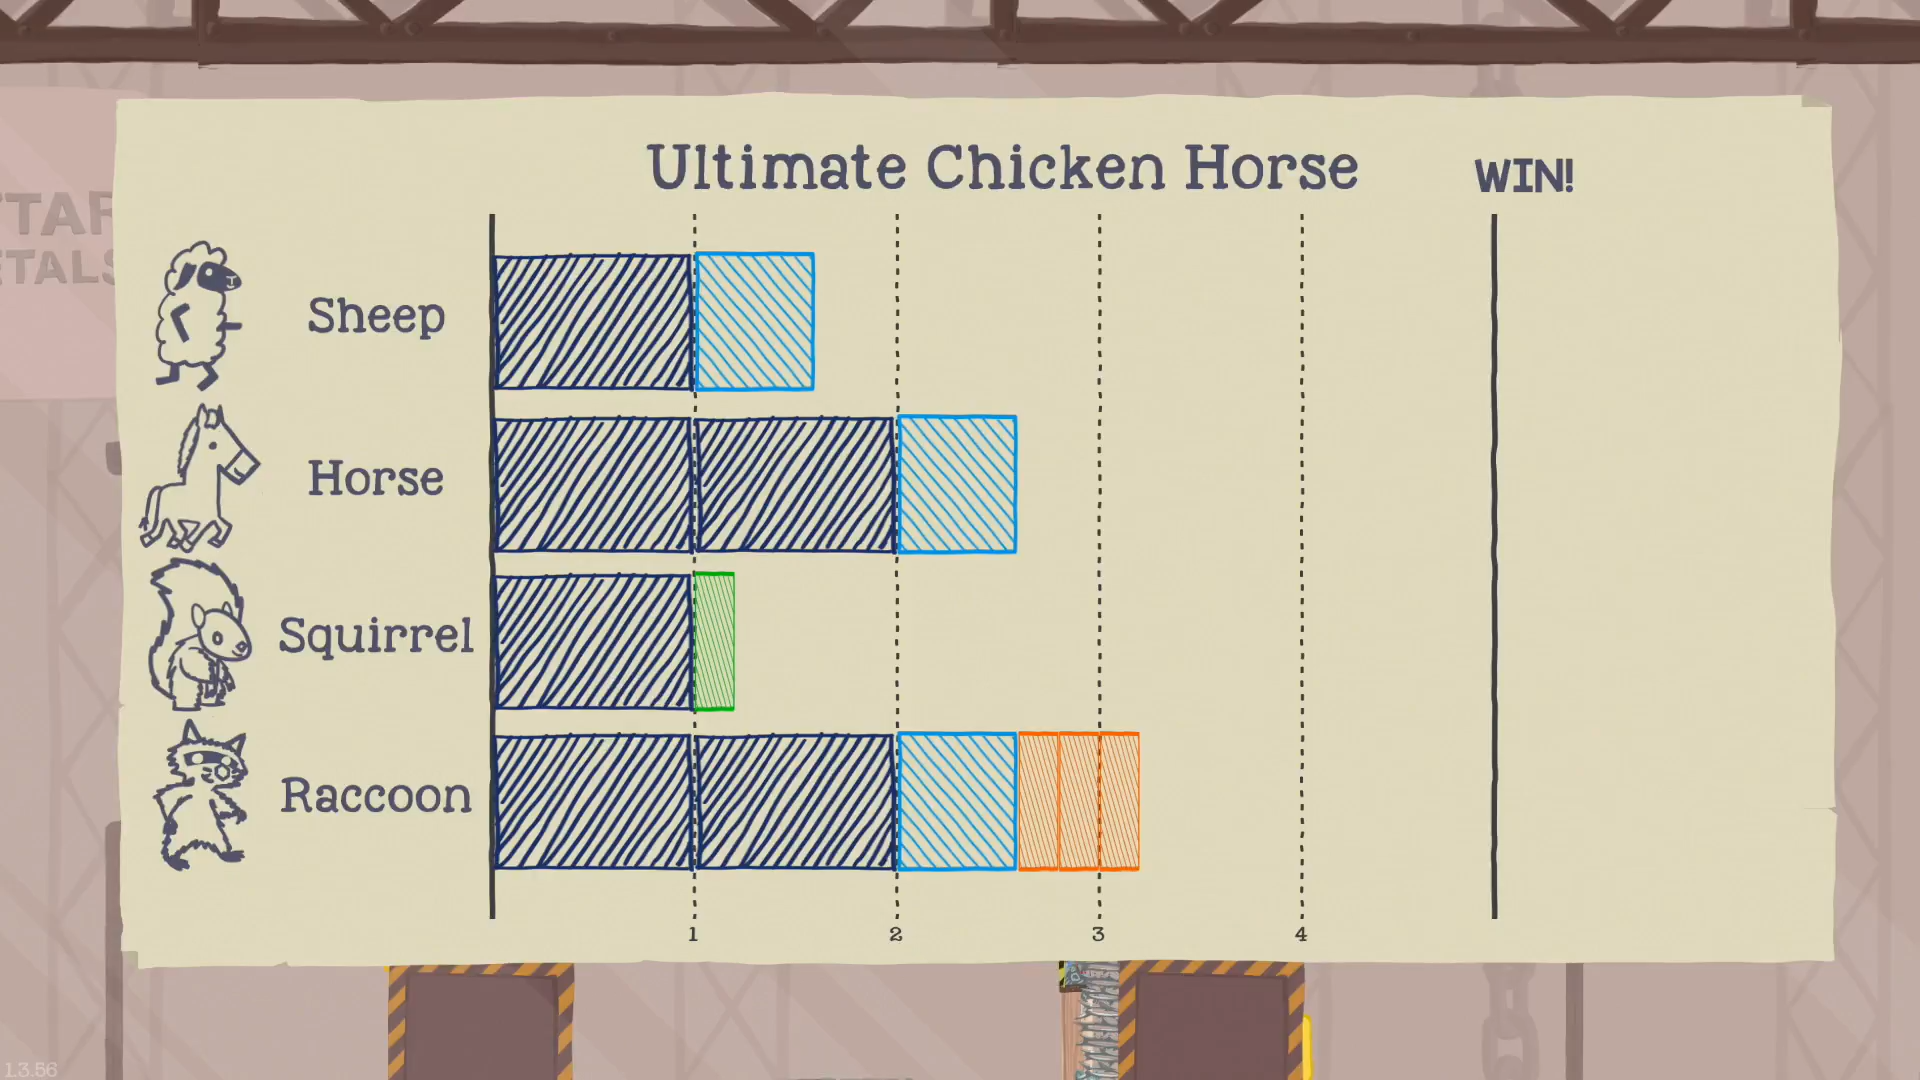 Ultimate Chicken Horse
WIN!
Sheep
Horse
Squirrel
Raccoon
1 2 3 4
1.3.56